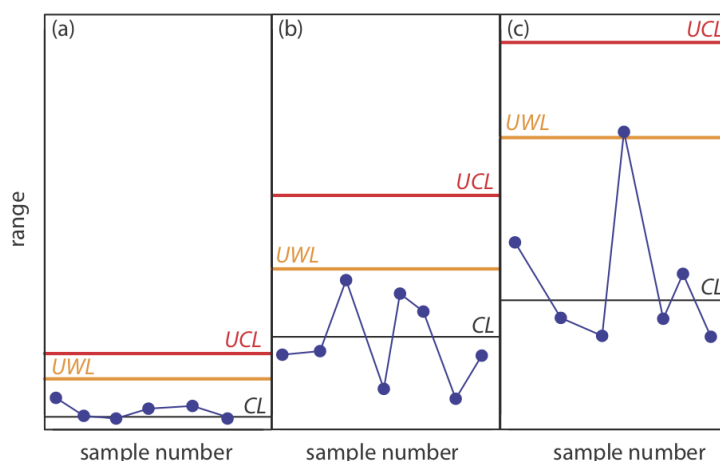 (a)
UCL
UWL
CL
sample number
(b)
UCL
UWL
CL
sample number
(c)
UCL
UWL
CL
sample number
range